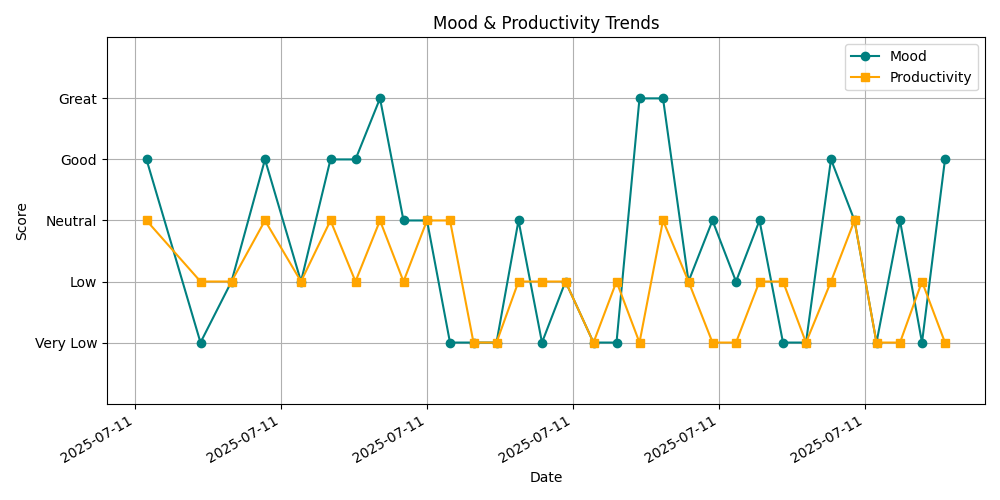 Mood & Productivity Trends
Mood
Productivity
Great
Good
Neutral
Low
Very Low
Score
2025-07-11
2025-07-11
2025-07-11
2025-07-11
2025-07-11
2025-07-11
Date